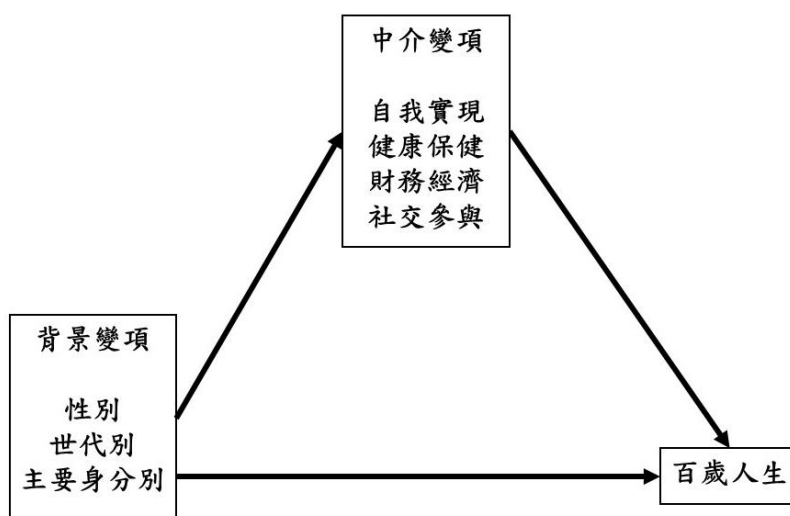 中介變項
自我實現
健康保健
財務經濟
社交參與
背景變項
性別
世代別
主要身分別
百歲人生